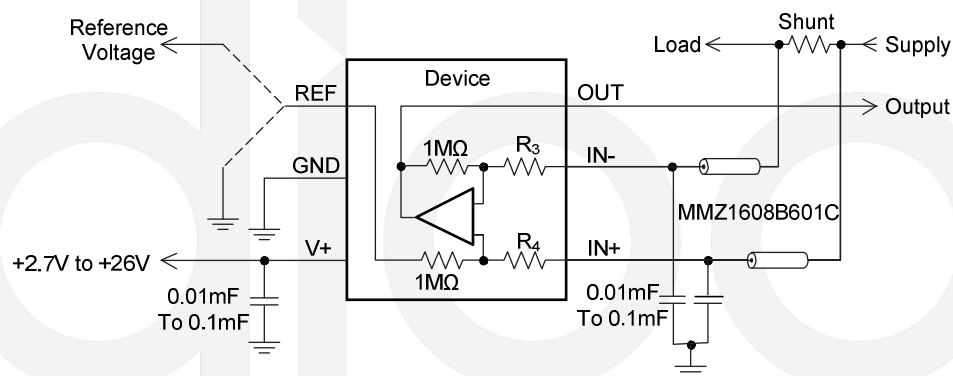 Reference
Voltage
Shunt
Load
Supply
Device
REF
OUT
Output
1MΩ
R3
IN-
GND
MMZ1608B601C
V+
R4
IN+
+2.7V to +26V
1MΩ
0.01mF
To 0.1mF
0.01mF
To 0.1mF